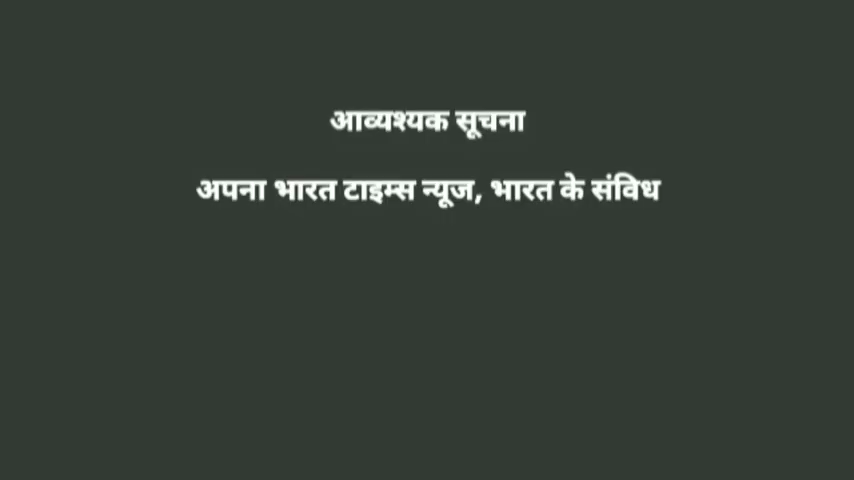 आव्यश्यक सूचना
अपना भारत टाइम्स न्यूज, भारत के संविध